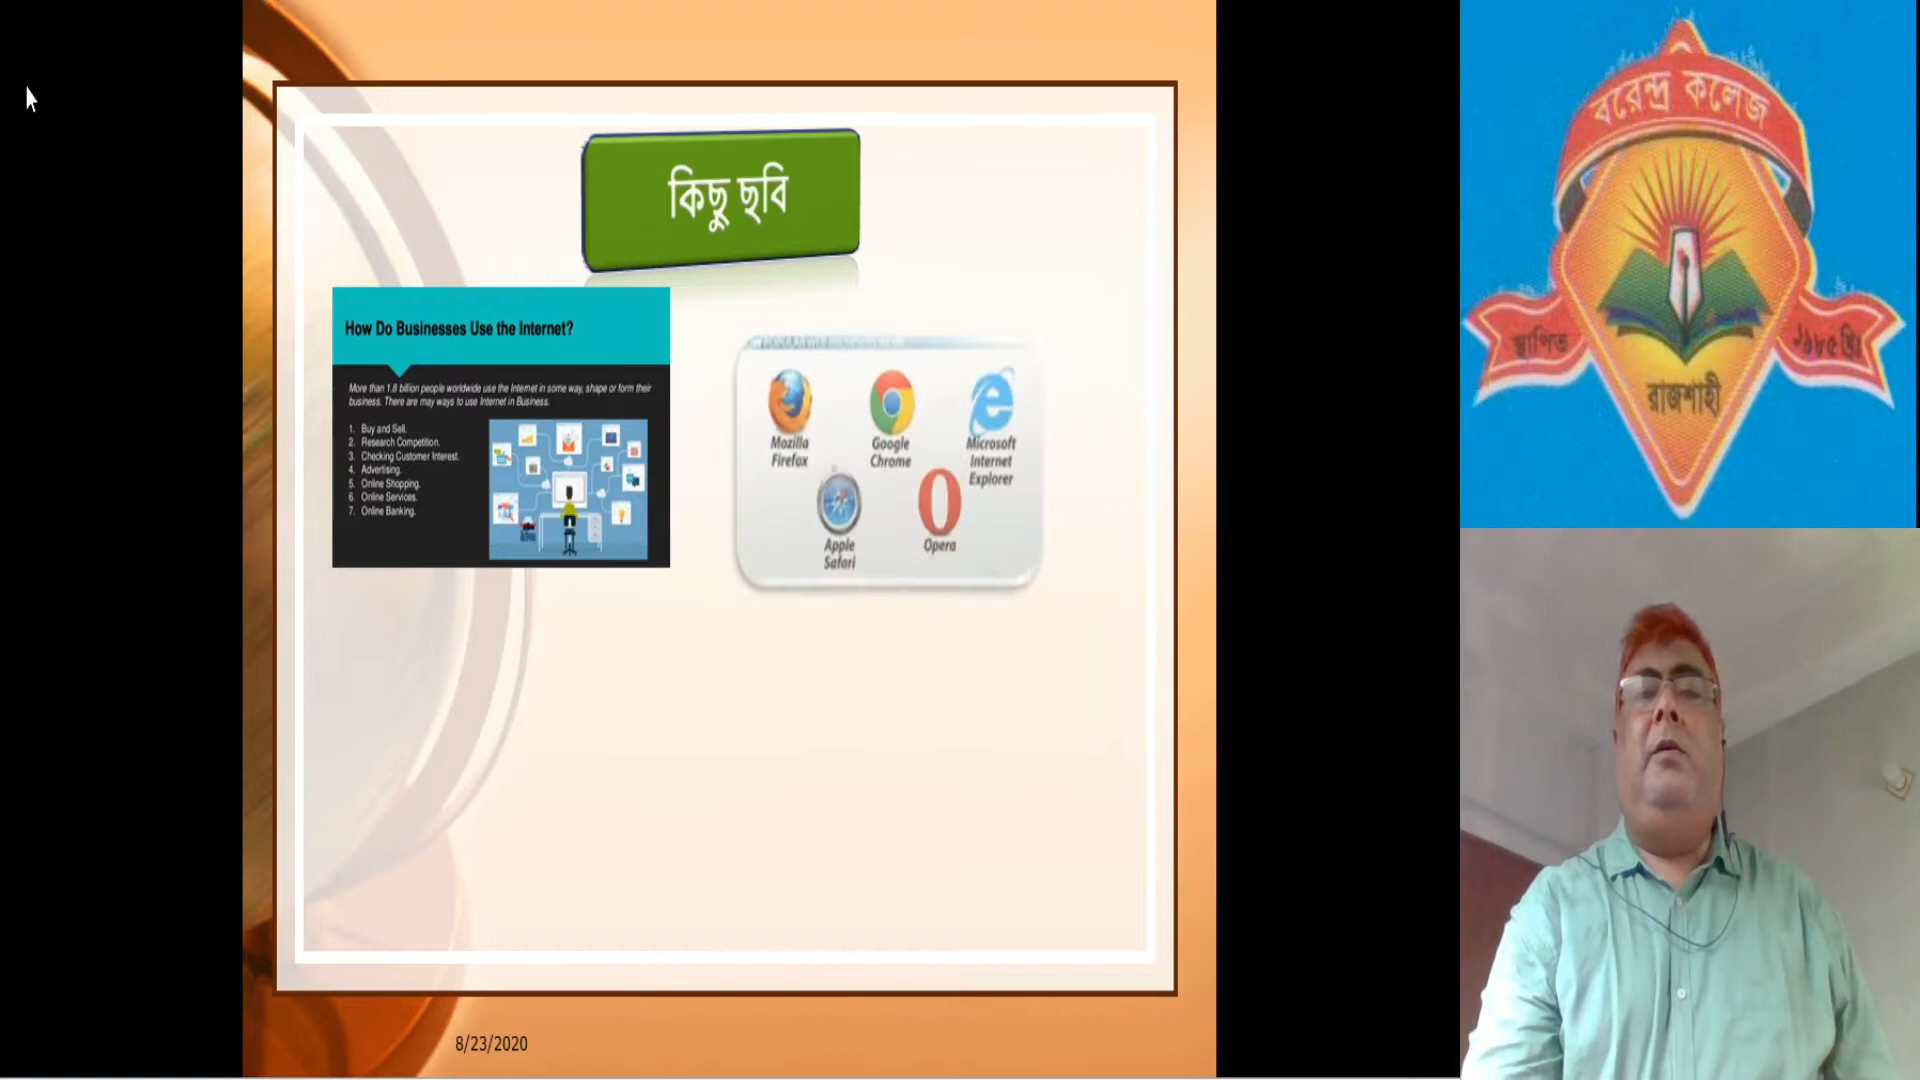 কিছু ছবি
How Do Businesses Use the Internet?
More than 1.8 billion people worldwide use the Internet in some way, shape or form their
business. There are may ways to use Internet in Business.
1. Buy and Sell.
2. Research Competition.
3. Checking Customer Interest.
4. Advertising.
5. Online Shopping.
6. Online Services.
7. Online Banking.
Mozilla
Firefox
Google
Chrome
Microsoft
Internet
Explorer
Apple
Safari
Opera
8/23/2020
বরেন্দ্র কলেজ
স্থাপিত
১৯৮৫ খ্রিঃ
রাজশাহী